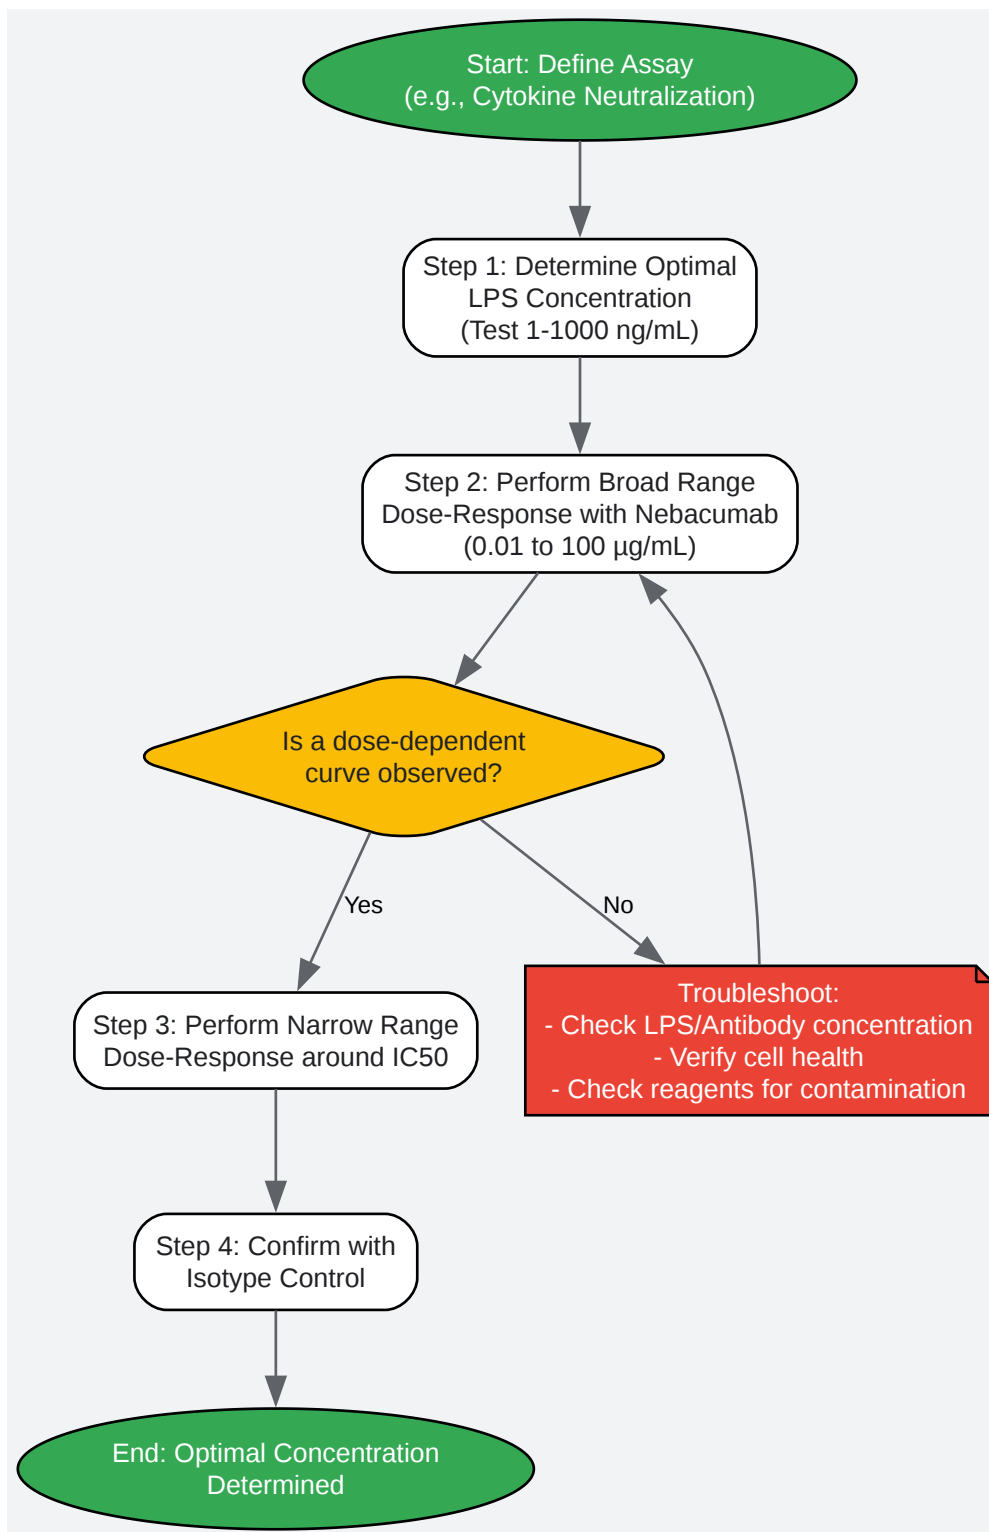 Start: Define Assay
(e.g., Cytokine Neutralization)
Step 1: Determine Optimal
LPS Concentration
(Test 1-1000 ng/mL)
Step 2: Perform Broad Range
Dose-Response with Nebacumab
(0.01 to 100 µg/mL)
Is a dose-dependent
curve observed?
Yes
No
Step 3: Perform Narrow Range
Dose-Response around IC50
Troubleshoot:
- Check LPS/Antibody concentration
- Verify cell health
- Check reagents for contamination
Step 4: Confirm with
Isotype Control
End: Optimal Concentration
Determined